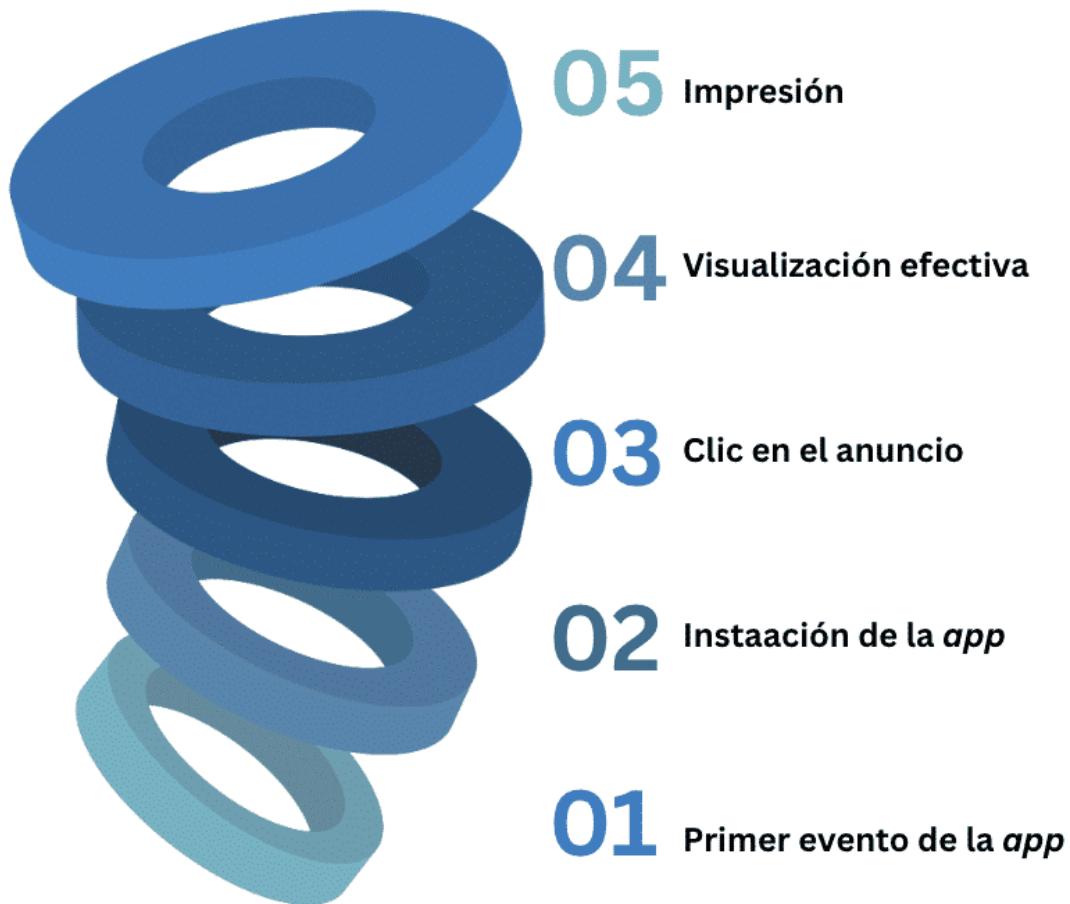 05 Impresión
04 Visualización efectiva
03 Clic en el anuncio
02 Instaación de la app
01 Primer evento de la app